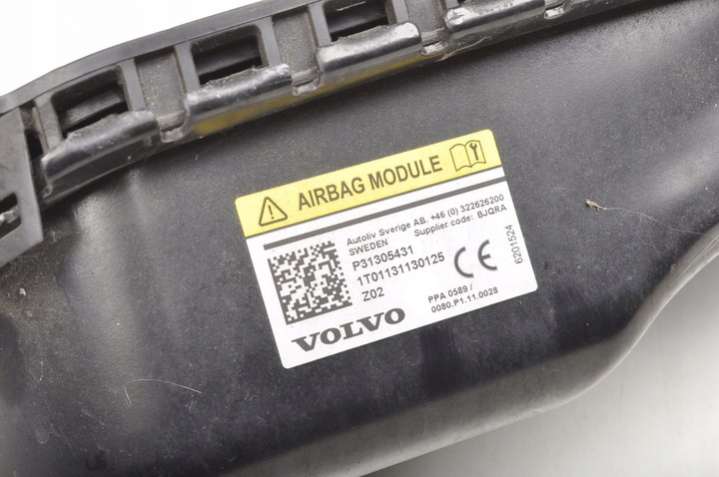 AIRBAG MODULE
Autoliv Sverige AB. +46 (0) 322626200
SWEDEN Supplier code: BJQRA
P31305431
1T01131130125
Z02
CE
PPA 0589 /
0080.P1.11.0028
VOLVO
6201524